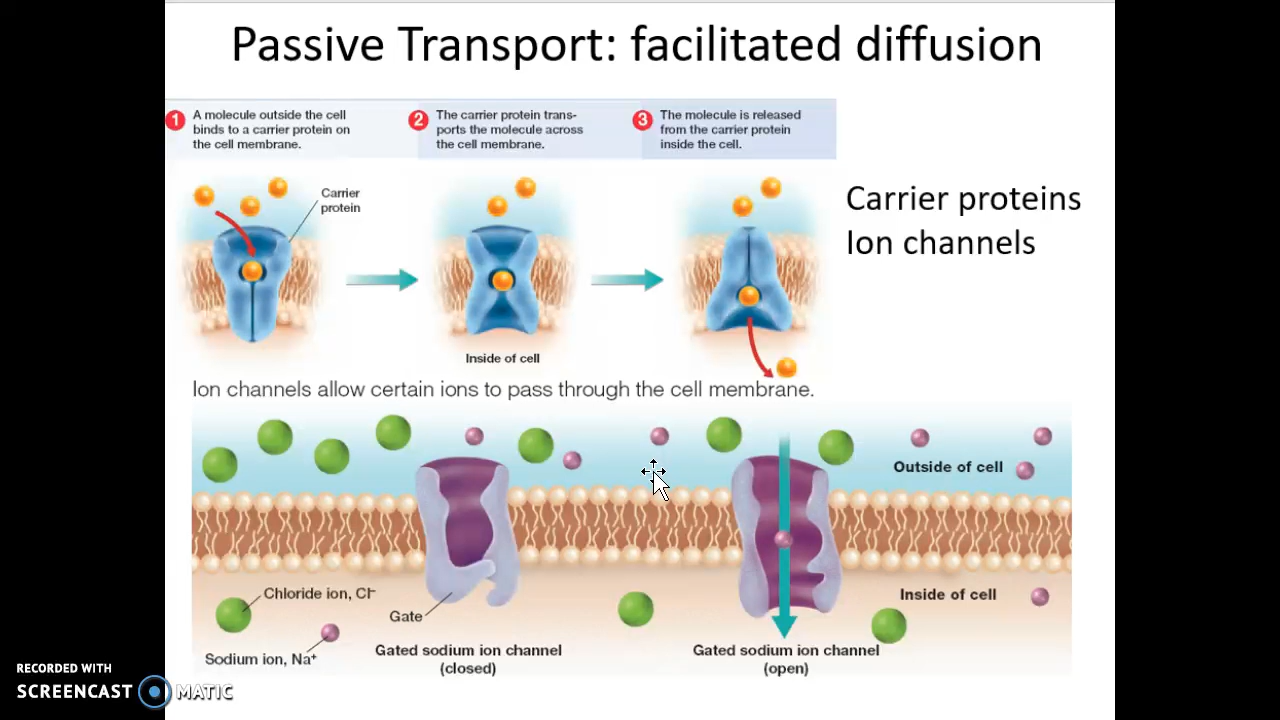 Passive Transport: facilitated diffusion
1 A molecule outside the cell
binds to a carrier protein on
the cell membrane.
2 The carrier protein trans-
ports the molecule across
the cell membrane.
3 The molecule is released
from the carrier protein
inside the cell.
Carrier
protein
Inside of cell
Carrier proteins
Ion channels
Ion channels allow certain ions to pass through the cell membrane.
Outside of cell
Chloride ion, Cl⁻
Gate
Sodium ion, Na⁺
Inside of cell
Gated sodium ion channel
(closed)
Gated sodium ion channel
(open)
RECORDED WITH
SCREENCAST MATIC